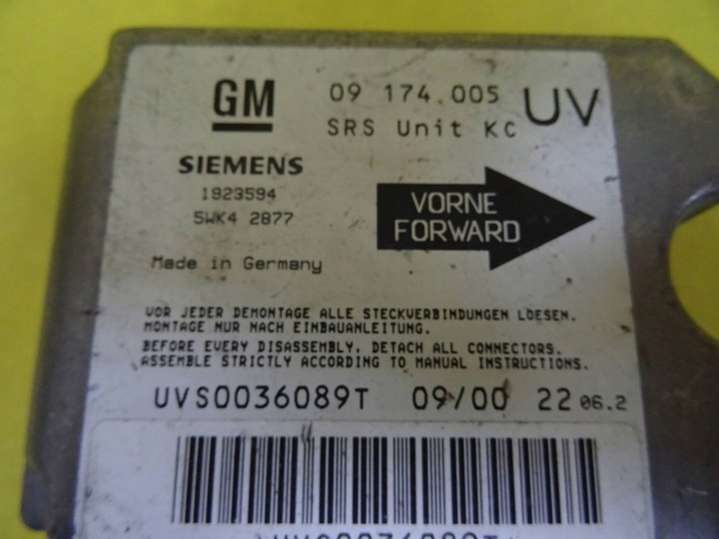 GM 09 174.005 UV
SRS Unit KC
SIEMENS
1923594
5WK4 2877
VORNE
FORWARD
Made in Germany
VOR JEDER DEMONTAGE ALLE STECKVERBINDUNGEN LOESEN.
MONTAGE NUR NACH EINBAUANLEITUNG.
BEFORE EVERY DISASSEMBLY, DETACH ALL CONNECTORS.
ASSEMBLE STRICTLY ACCORDING TO MANUAL INSTRUCTIONS.
UVS0036089T 09/00 22 06.2